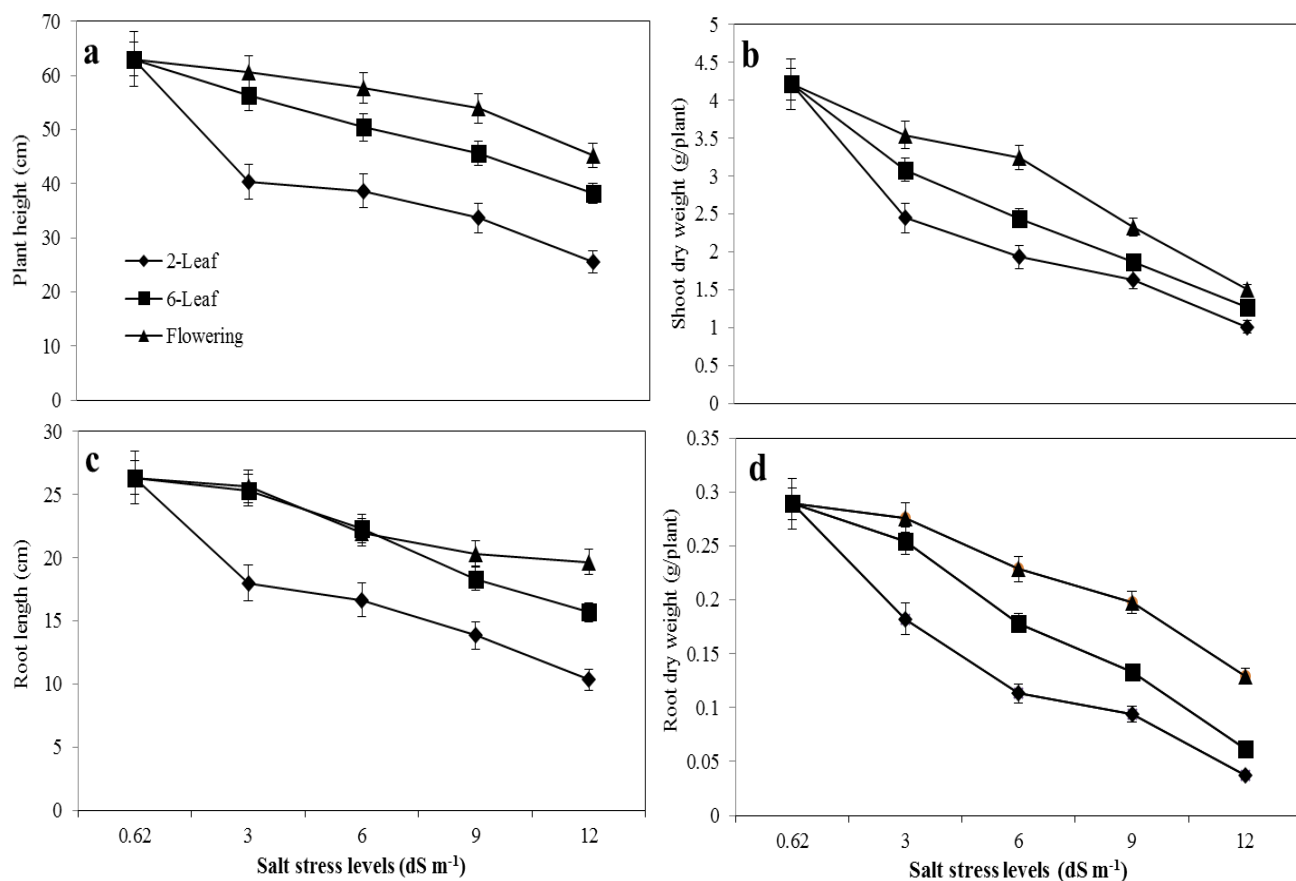 a
Plant height (cm)
70
60
50
40
30
20
10
0
2-Leaf
6-Leaf
Flowering
b
Shoot dry weight (g/plant)
5
4.5
4
3.5
3
2.5
2
1.5
1
0.5
0
c
Root length (cm)
30
25
20
15
10
5
0
0.62 3 6 9 12
Salt stress levels (dS m-1)
d
Root dry weight (g/plant)
0.35
0.3
0.25
0.2
0.15
0.1
0.05
0
0.62 3 6 9 12
Salt stress levels (dS m-1)